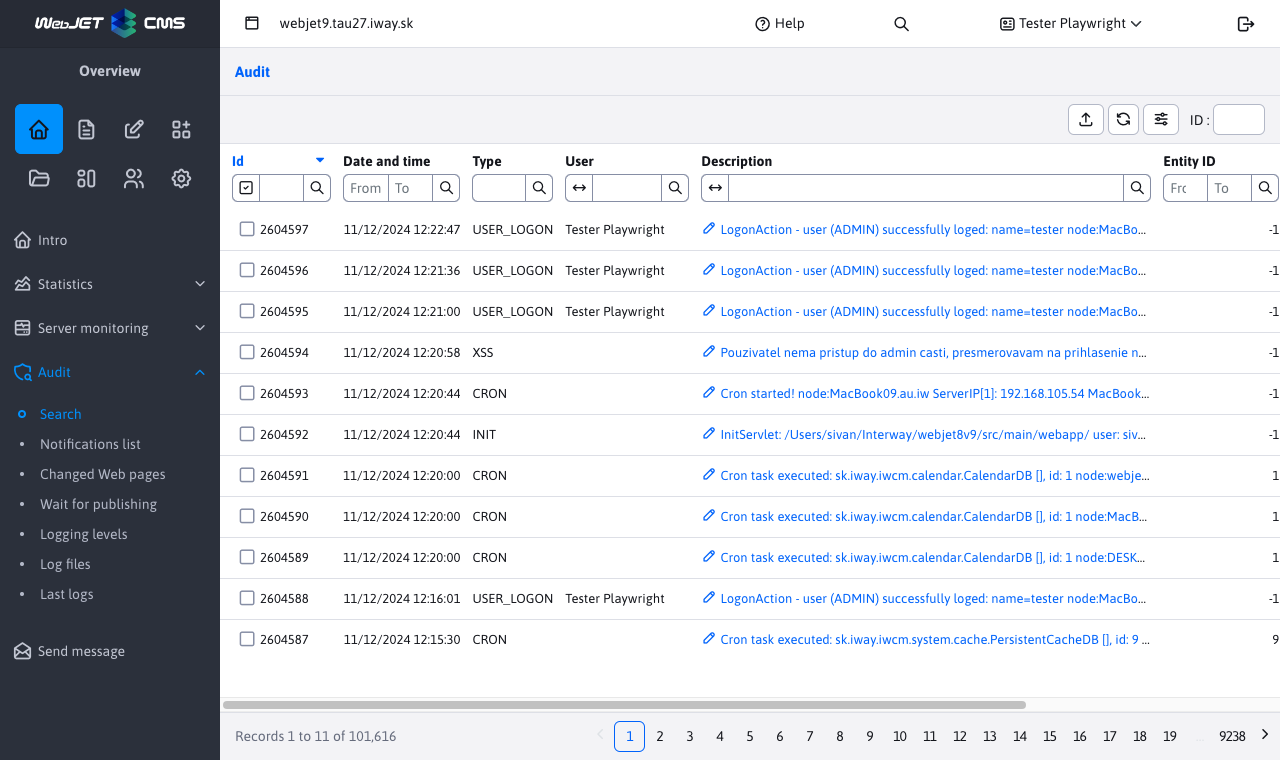 WebJET CMS
webjet9.tau27.iway.sk
Help
Tester Playwright
Overview
Intro
Statistics
Server monitoring
Audit
Search
Notifications list
Changed Web pages
Wait for publishing
Logging levels
Log files
Last logs
Send message
Audit
ID :
Id Date and time Type User Description Entity ID
From To Frc To
2604597 11/12/2024 12:22:47 USER_LOGON Tester Playwright LogonAction - user (ADMIN) successfully loged: name=tester node:MacBo... -1
2604596 11/12/2024 12:21:36 USER_LOGON Tester Playwright LogonAction - user (ADMIN) successfully loged: name=tester node:MacBo... -1
2604595 11/12/2024 12:21:00 USER_LOGON Tester Playwright LogonAction - user (ADMIN) successfully loged: name=tester node:MacBo... -1
2604594 11/12/2024 12:20:58 XSS Pouzivatel nema pristup do admin casti, presmerovavam na prihlasenie n... -1
2604593 11/12/2024 12:20:44 CRON Cron started! node:MacBook09.au.iw ServerIP[1]: 192.168.105.54 MacBook... -1
2604592 11/12/2024 12:20:44 INIT InitServlet: /Users/sivan/Interway/webjet8v9/src/main/webapp/ user: siv... -1
2604591 11/12/2024 12:20:00 CRON Cron task executed: sk.iway.iwcm.calendar.CalendarDB [], id: 1 node:webje... 1
2604590 11/12/2024 12:20:00 CRON Cron task executed: sk.iway.iwcm.calendar.CalendarDB [], id: 1 node:MacB... 1
2604589 11/12/2024 12:20:00 CRON Cron task executed: sk.iway.iwcm.calendar.CalendarDB [], id: 1 node:DESK... 1
2604588 11/12/2024 12:16:01 USER_LOGON Tester Playwright LogonAction - user (ADMIN) successfully loged: name=tester node:MacBo... -1
2604587 11/12/2024 12:15:30 CRON Cron task executed: sk.iway.iwcm.system.cache.PersistentCacheDB [], id: 9 ... 9
Records 1 to 11 of 101,616
1 2 3 4 5 6 7 8 9 10 11 12 13 14 15 16 17 18 19 ... 9238